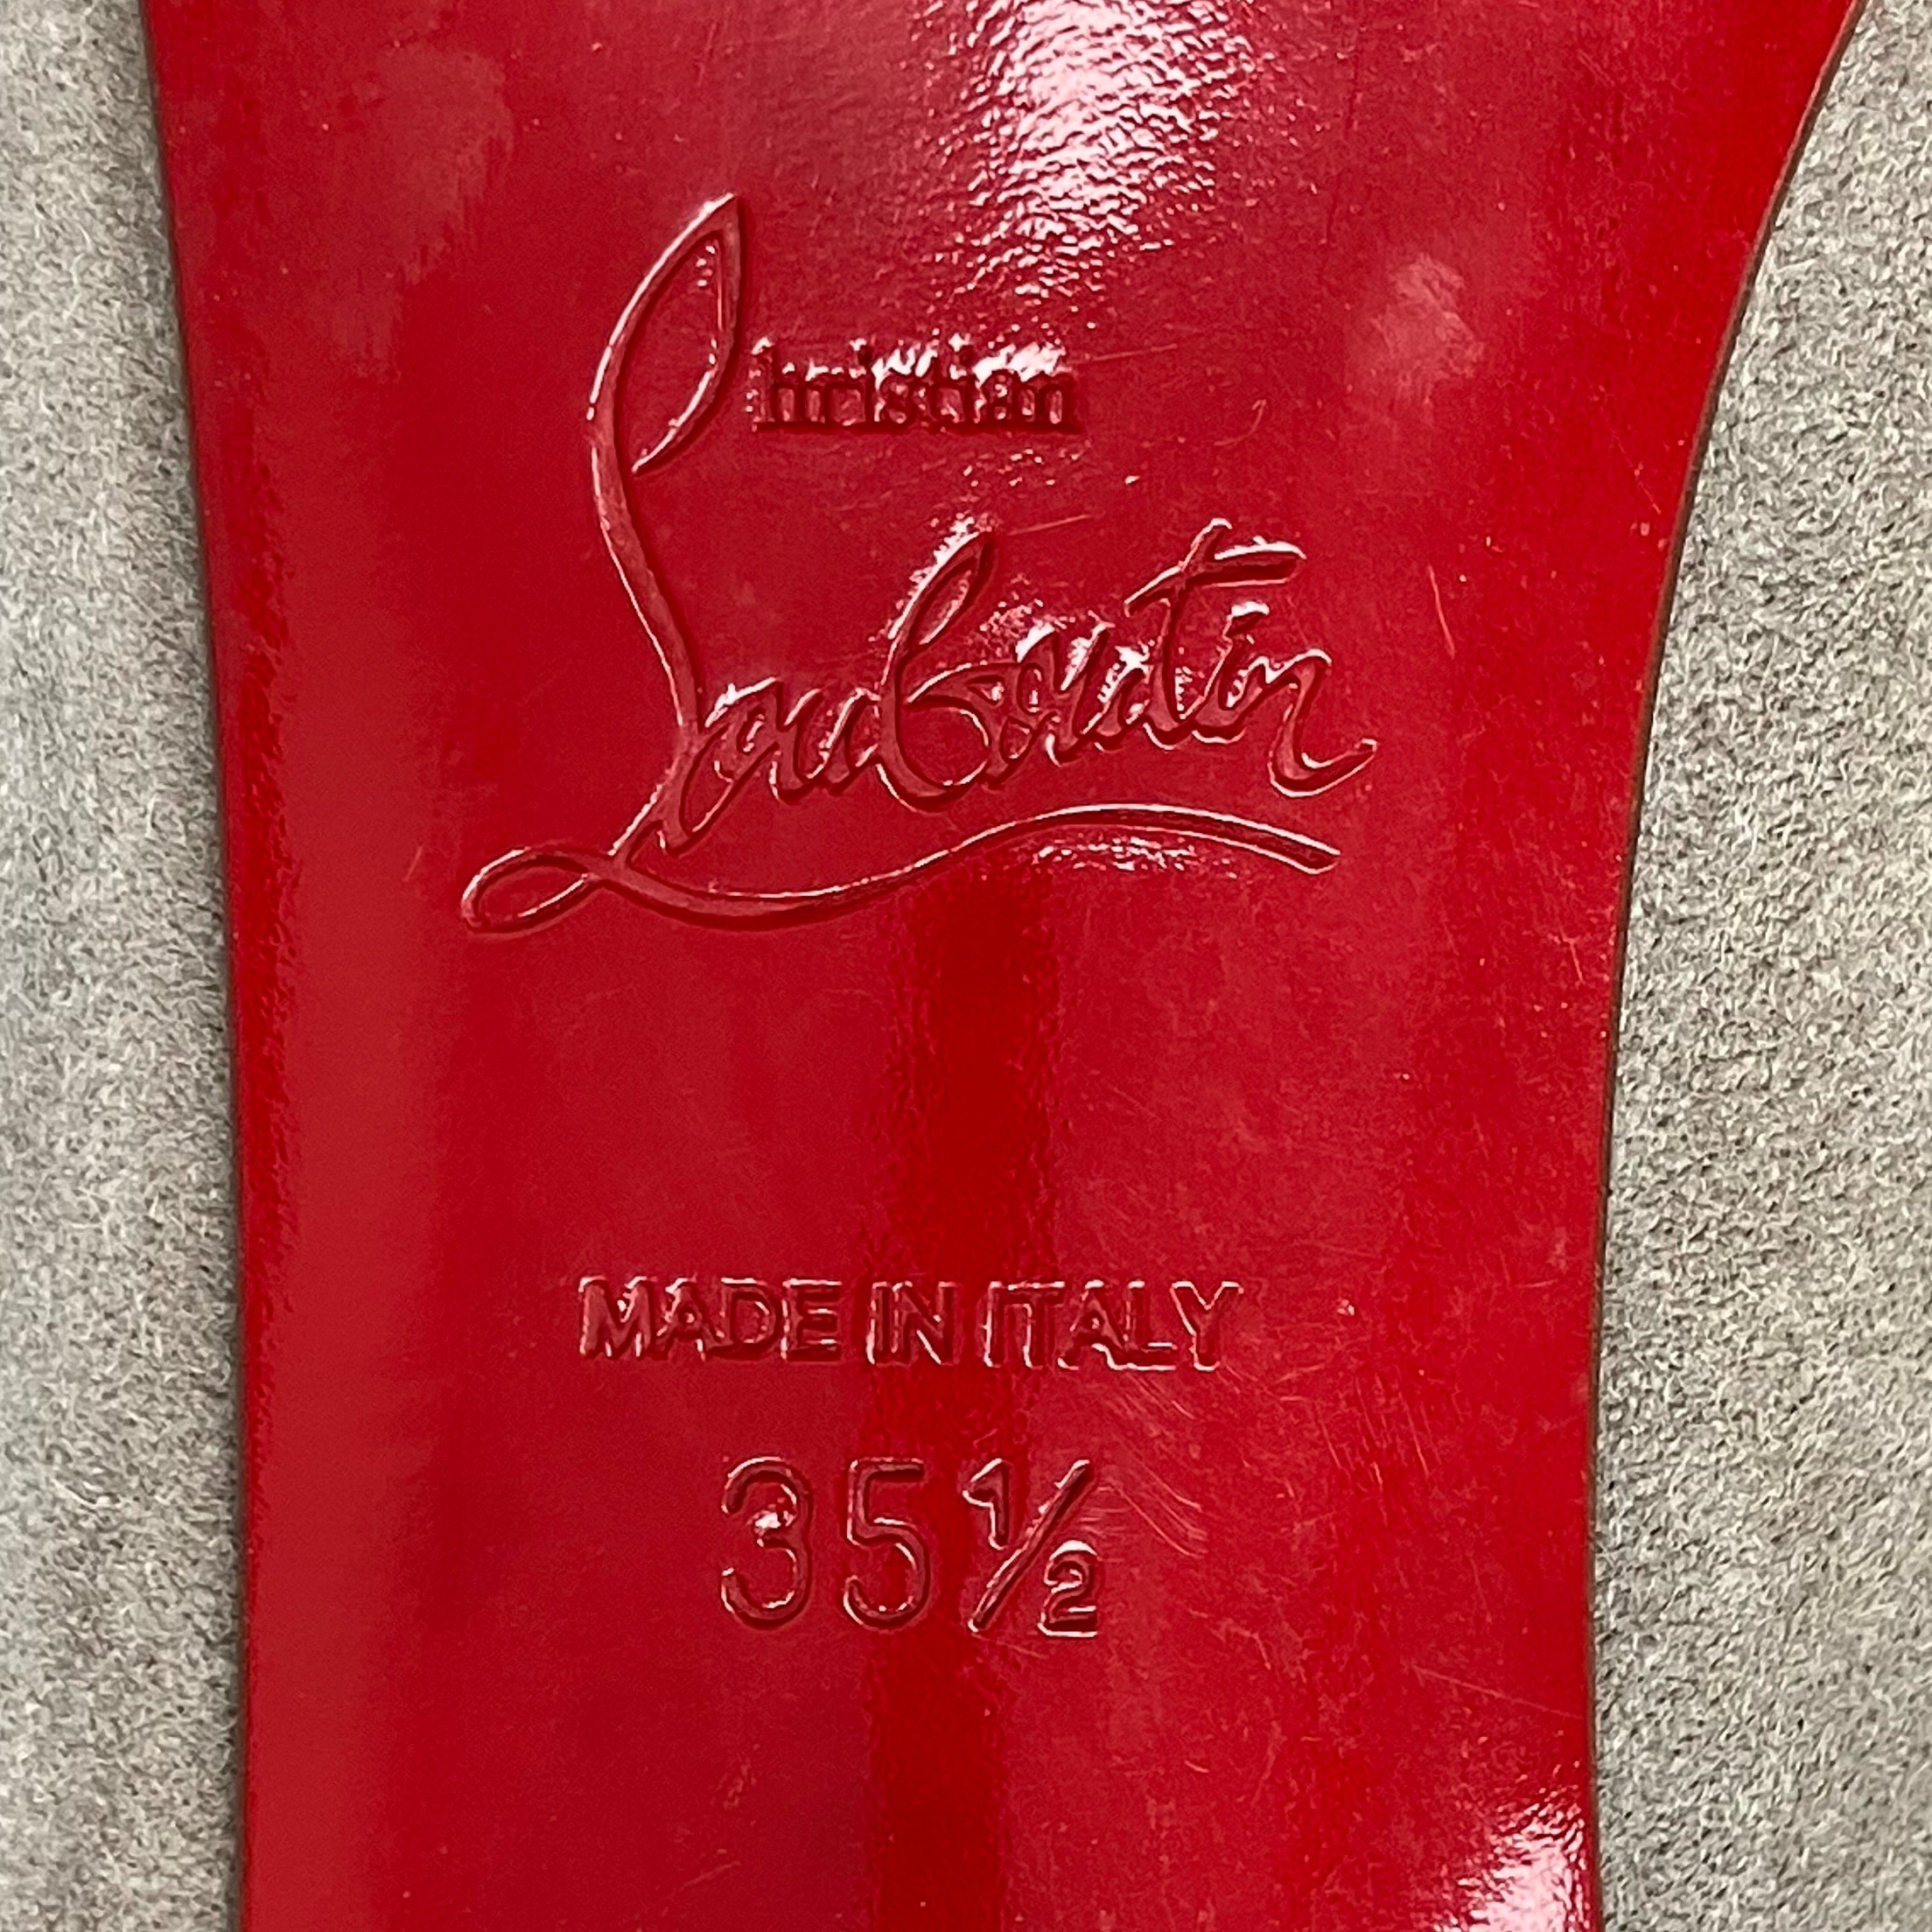 Christian
Louboutin
MADE IN ITALY
35½